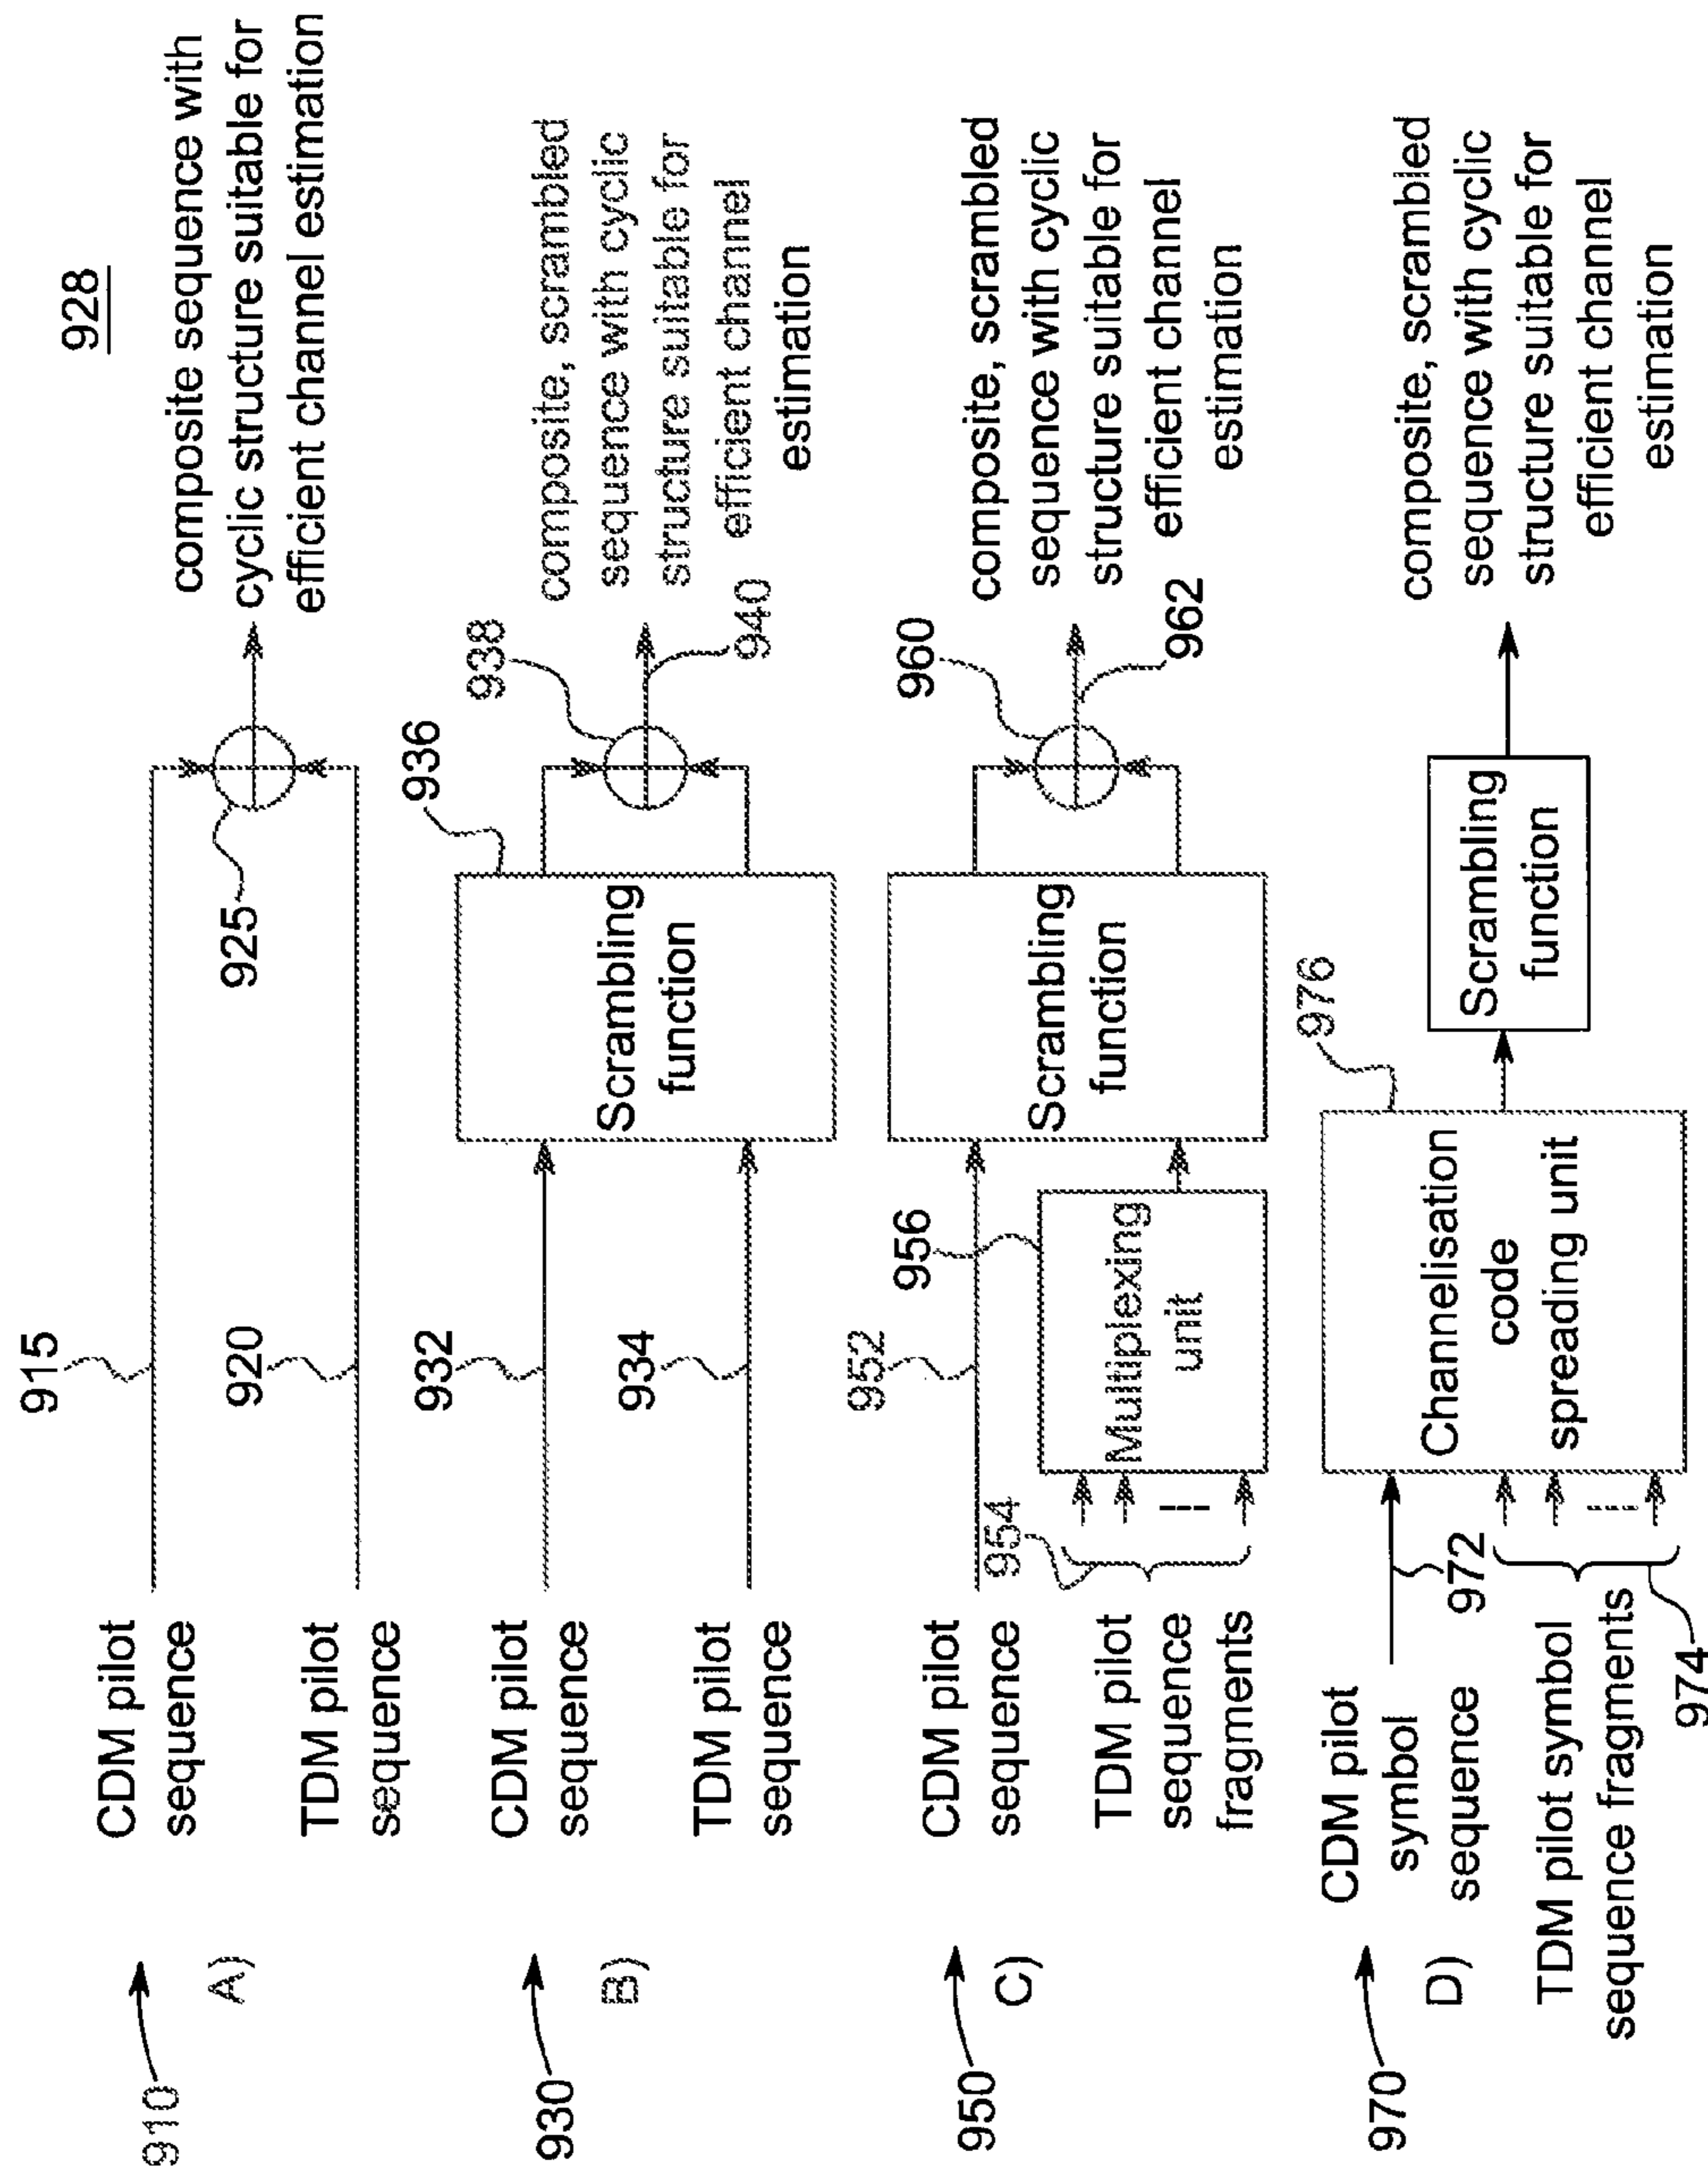 928
910
A)
CDM pilot
sequence
TDM pilot
sequence
915
920
925
composite sequence with
cyclic structure suitable for
efficient channel estimation
930
B)
CDM pilot
sequence
TDM pilot
sequence
932
934
936
Scrambling
function
938
940
composite, scrambled
sequence with cyclic
structure suitable for
efficient channel
estimation
950
C)
CDM pilot
sequence
TDM pilot
sequence
fragments
952
954
956
Multiplexing
unit
Scrambling
function
960
962
composite, scrambled
sequence with cyclic
structure suitable for
efficient channel
estimation
970
D)
CDM pilot
symbol
sequence
TDM pilot symbol
sequence fragments
972
974
976
Channelisation
code
spreading unit
Scrambling
function
composite, scrambled
sequence with cyclic
structure suitable for
efficient channel
estimation